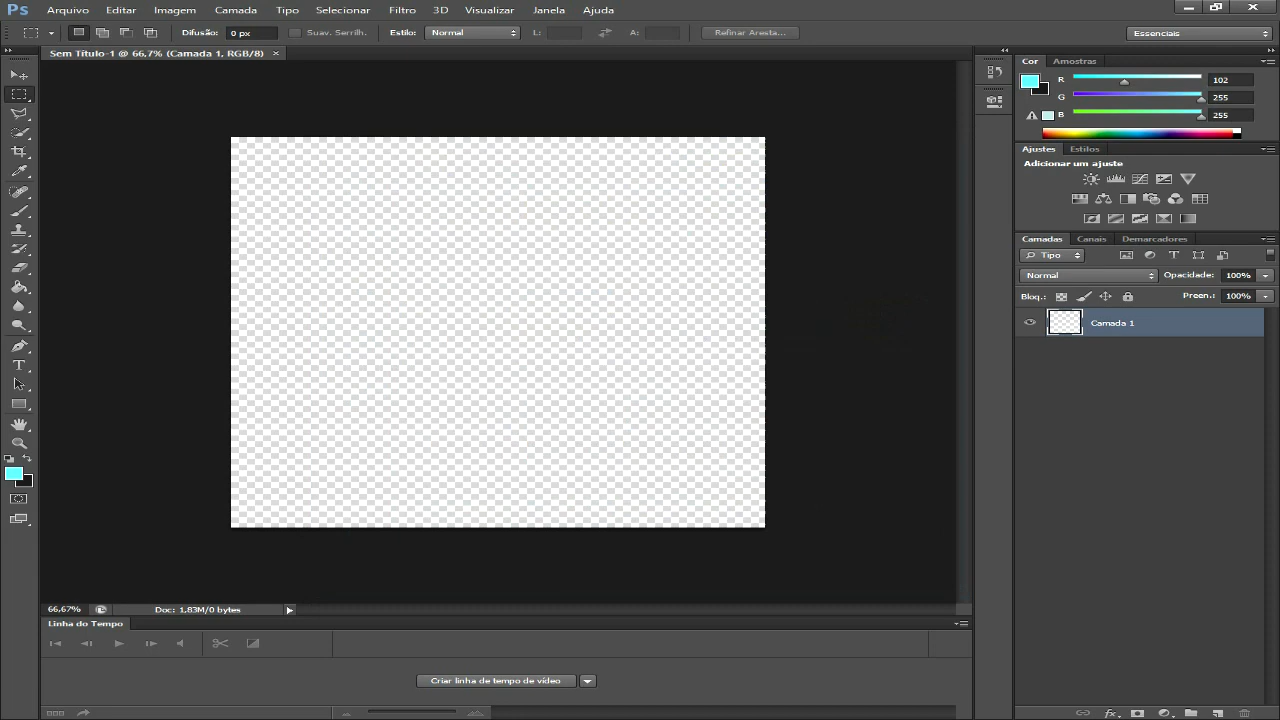 Ps Arquivo Editar Imagem Camada Tipo Selecionar Filtro 3D Visualizar Janela Ajuda
Difusão: 0 px Suav. Serrilh. Estilo: Normal L: A: Refinar Aresta... Essenciais
Sem Título-1 @ 66,7% (Camada 1, RGB/8) ×
Cor Amostras
R 102
G 255
B 255
Ajustes Estilos
Adicionar um ajuste
Camadas Canais Demarcadores
Tipo
Normal Opacidade: 100%
Bloq.: Preen.: 100%
Camada 1
66,67% Doc: 1,83M/0 bytes
Linha do Tempo
Criar linha de tempo de vídeo
fx